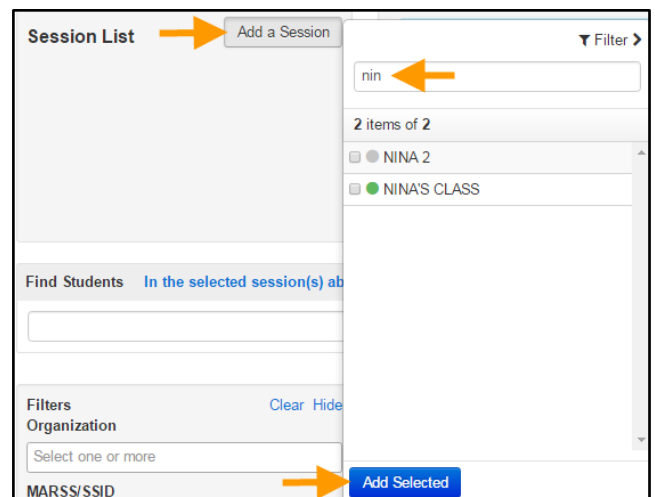 Session List
Add a Session
Filter
nin
2 items of 2
NINA 2
NINA'S CLASS
Find Students In the selected session(s) ab
Filters
Clear Hide
Organization
Select one or more
MARSS/SSID
Add Selected